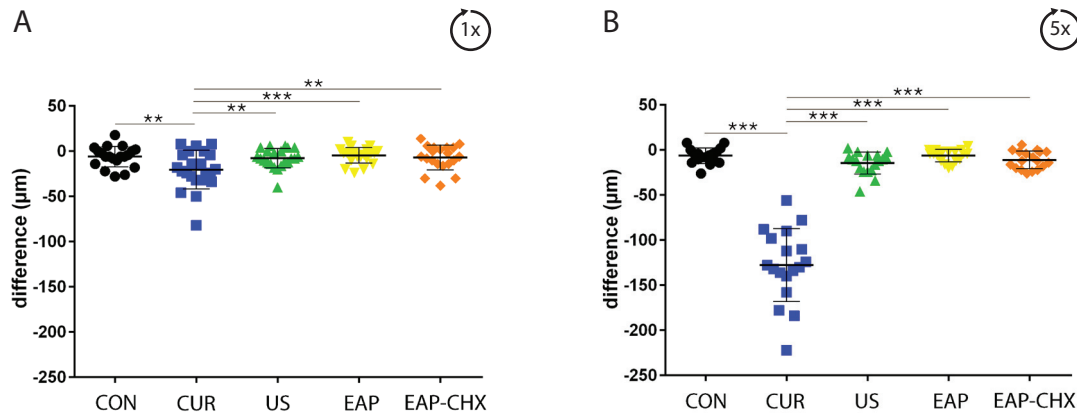 A
1x
**
***
**
**
50
0
-50
-100
-150
-200
-250
difference (µm)
CON CUR US EAP EAP-CHX
B
5x
***
***
***
***
50
0
-50
-100
-150
-200
-250
difference (µm)
CON CUR US EAP EAP-CHX